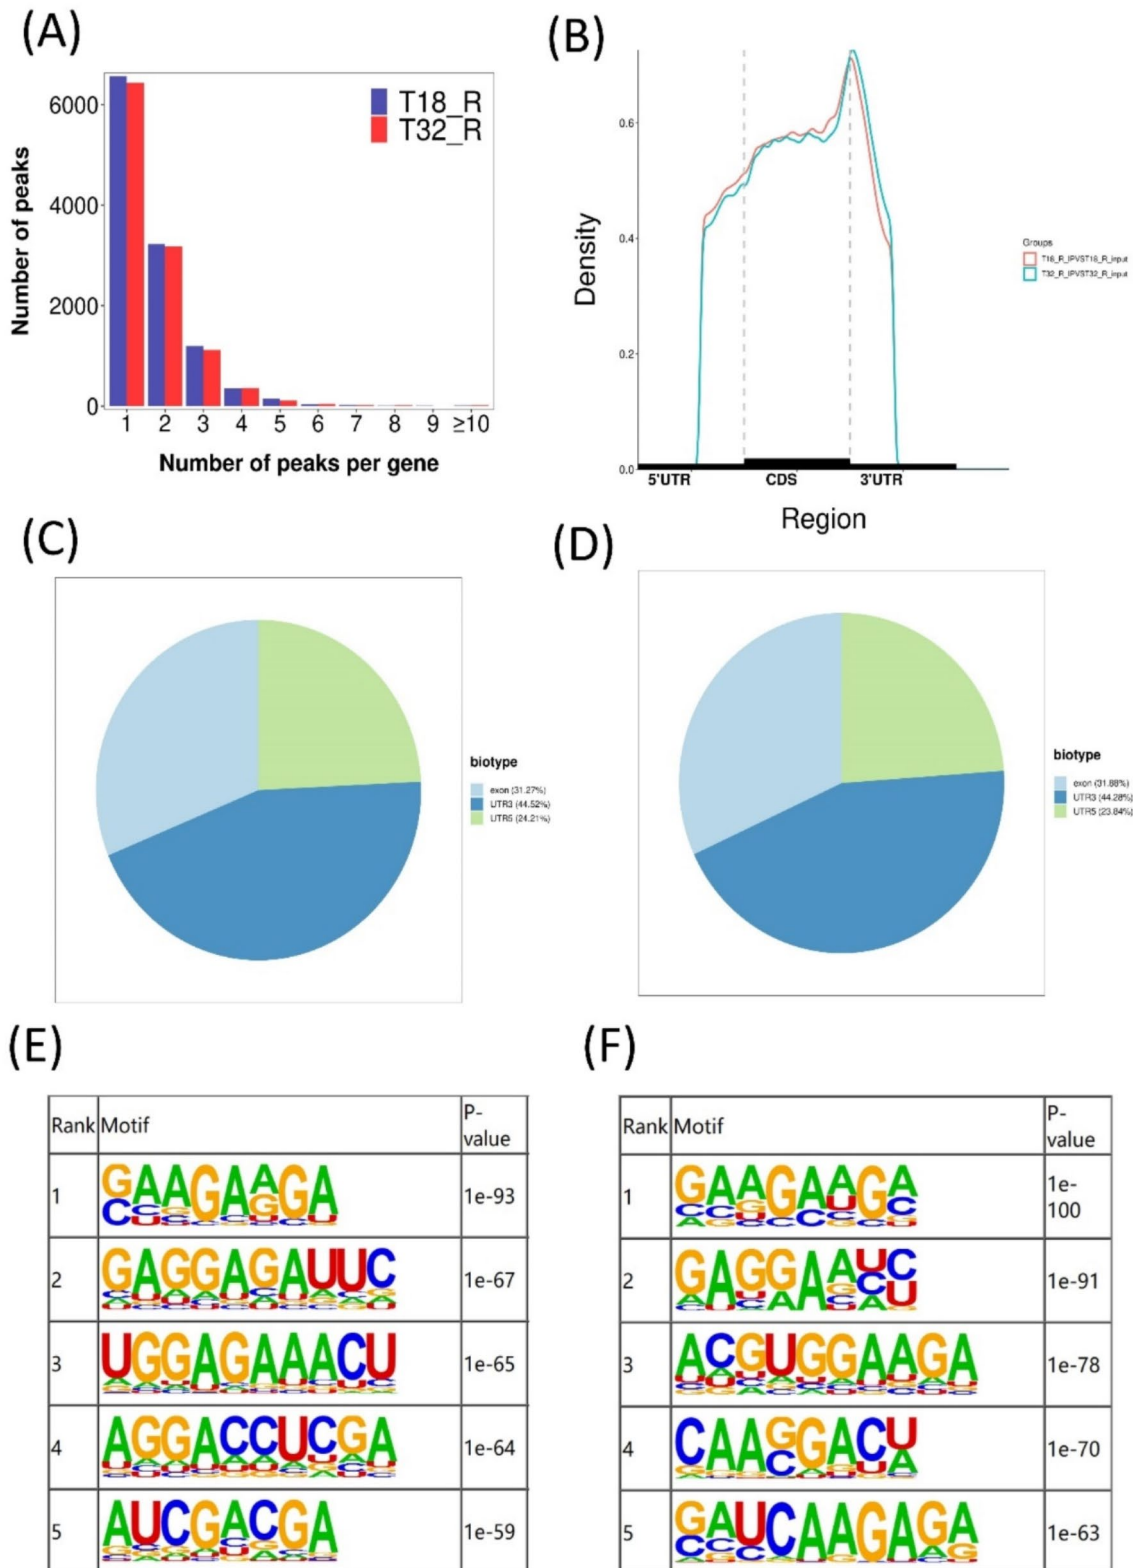 (A)
(B)
T18_R
T32_R
6000
4000
2000
0
Number of peaks
1 2 3 4 5 6 7 8 9 ≥10
Number of peaks per gene
0.6
0.4
0.2
0.0
Density
5'UTR CDS 3'UTR
Region
Groups
T18_R_IPVST18_R_input
T32_R_IPVST32_R_input
(C)
(D)
biotype
exon (31.27%)
UTR3 (44.52%)
UTR5 (24.21%)
biotype
exon (31.88%)
UTR3 (44.28%)
UTR5 (23.84%)
(E)
(F)
Rank Motif P-value
1 GAAGAAGA 1e-93
2 GAGGAGAUUC 1e-67
3 UGGAGAAACU 1e-65
4 AGGACCUCGA 1e-64
5 AUCGACGA 1e-59
Rank Motif P-value
1 GAAGAAGA 1e-100
2 GAGGAAUC 1e-91
3 ACGUGGAAGA 1e-78
4 CAAGGACU 1e-70
5 GAUCAAGAGA 1e-63